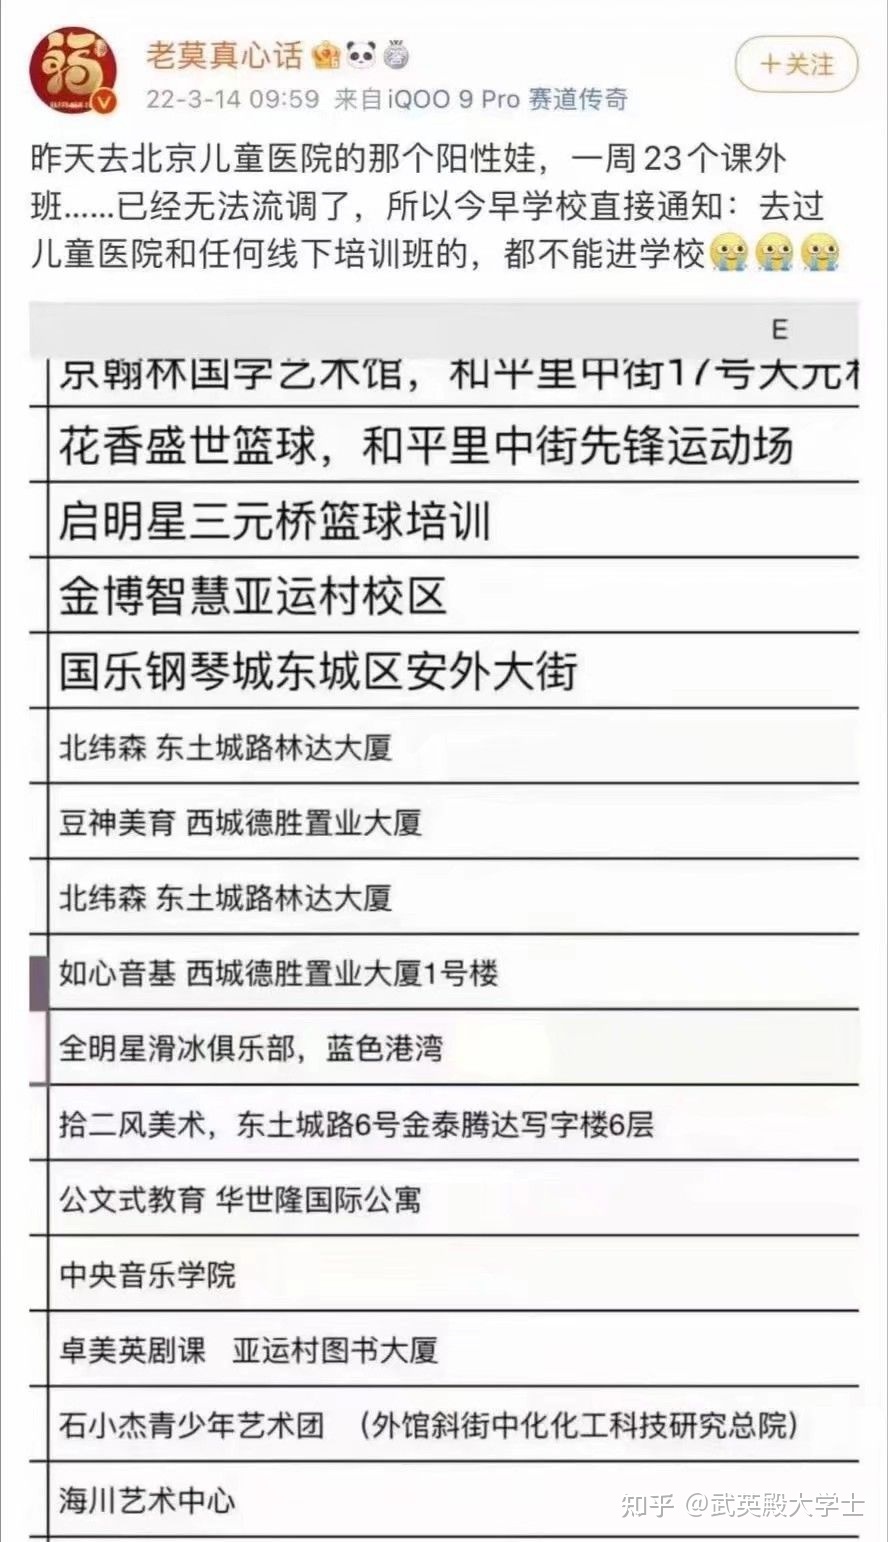 老莫真心话
+关注
22-3-14 09:59 来自 iQOO 9 Pro 赛道传奇
昨天去北京儿童医院的那个阳性娃，一周23个课外
班……已经无法流调了，所以今早学校直接通知：去过
儿童医院和任何线下培训班的，都不能进学校
E
京翰林国学艺术馆，和平里中街17号天元
花香盛世篮球，和平里中街先锋运动场
启明星三元桥篮球培训
金博智慧亚运村校区
国乐钢琴城东城区安外大街
北纬森 东土城路林达大厦
豆神美育 西城德胜置业大厦
北纬森 东土城路林达大厦
如心音基 西城德胜置业大厦1号楼
全明星滑冰俱乐部，蓝色港湾
拾二风美术，东土城路6号金泰腾达写字楼6层
公文式教育 华世隆国际公寓
中央音乐学院
卓美英剧课 亚运村图书大厦
石小杰青少年艺术团 （外馆斜街中化化工科技研究总院）
海川艺术中心
知乎 @武英殿大学士